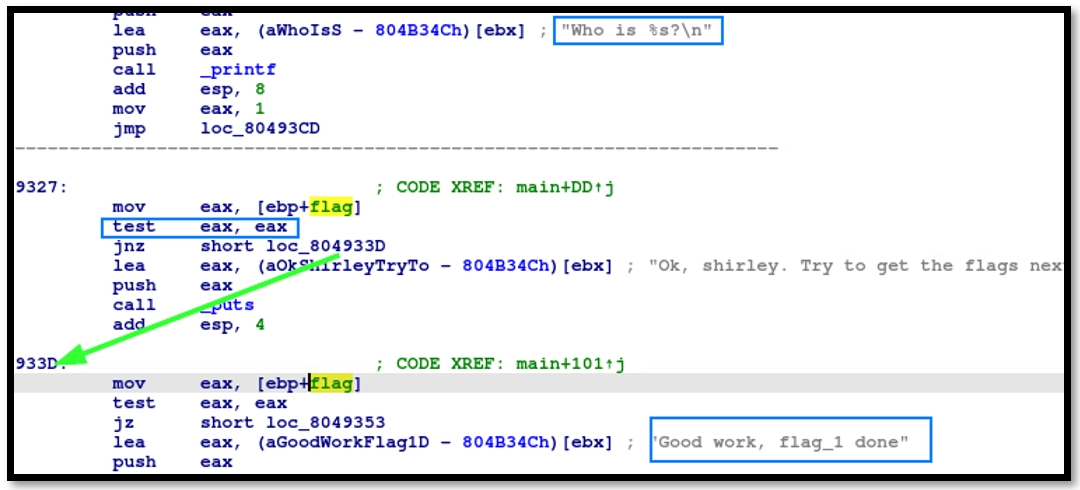 push eax
lea eax, (aWhoIsS - 804B34Ch)[ebx] ; "Who is %s?\n"
push eax
call _printf
add esp, 8
mov eax, 1
jmp loc_80493CD
---------------------------------------------------------------------------
9327: ; CODE XREF: main+DD↑j
mov eax, [ebp+flag]
test eax, eax
jnz short loc_804933D
lea eax, (aOkShirleyTryTo - 804B34Ch)[ebx] ; "Ok, shirley. Try to get the flags nex
push eax
call _puts
add esp, 4
933D: ; CODE XREF: main+101↑j
mov eax, [ebp+flag]
test eax, eax
jz short loc_8049353
lea eax, (aGoodWorkFlag1D - 804B34Ch)[ebx] ; "Good work, flag_1 done"
push eax